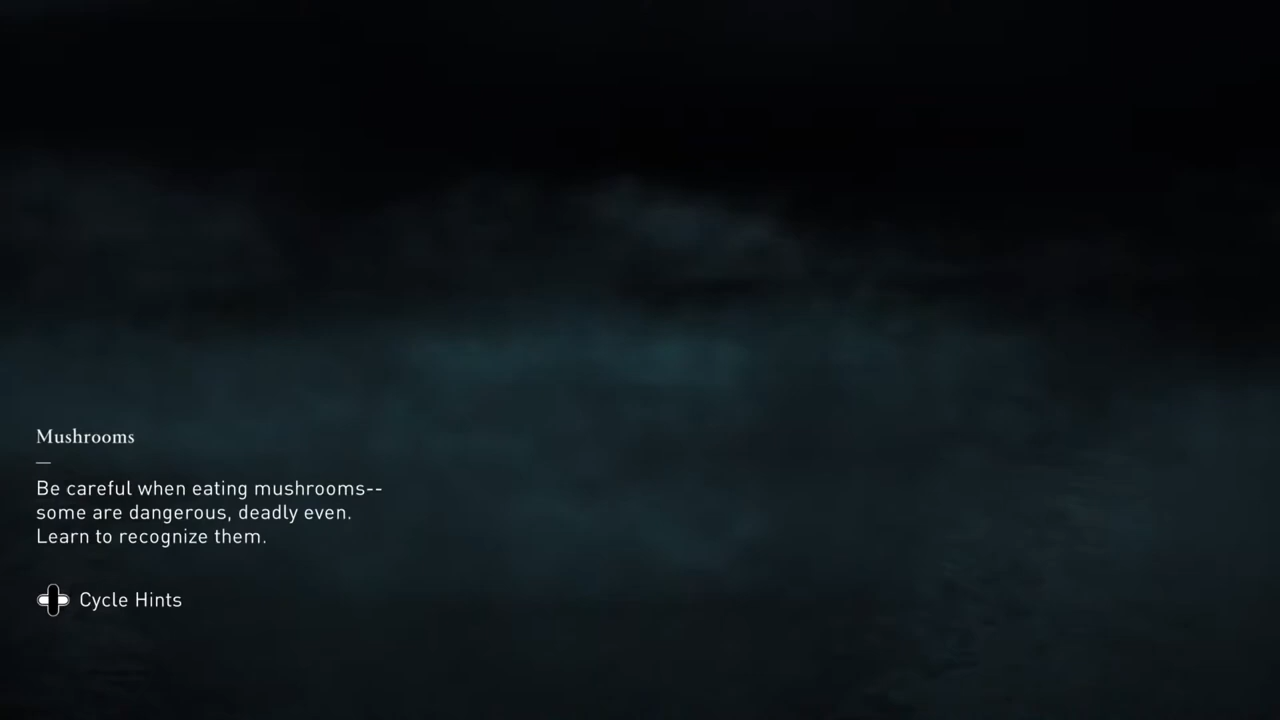 Mushrooms
Be careful when eating mushrooms--
some are dangerous, deadly even.
Learn to recognize them.
Cycle Hints